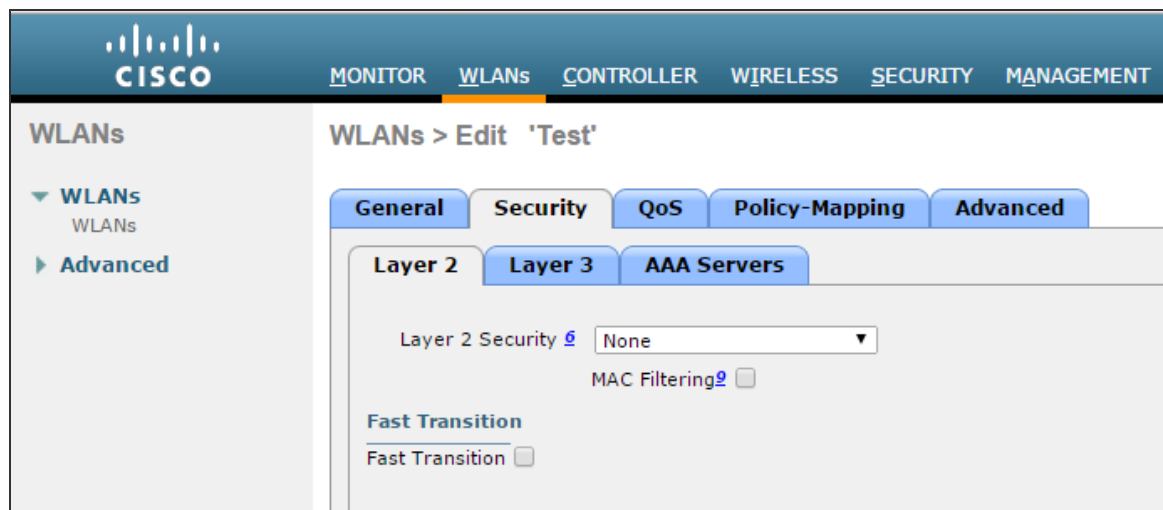 CISCO
MONITOR WLANs CONTROLLER WIRELESS SECURITY MANAGEMENT
WLANs
WLANs
WLANs
Advanced
WLANs > Edit 'Test'
General Security QoS Policy-Mapping Advanced
Layer 2 Layer 3 AAA Servers
Layer 2 Security 6 None
MAC Filtering9
Fast Transition
Fast Transition